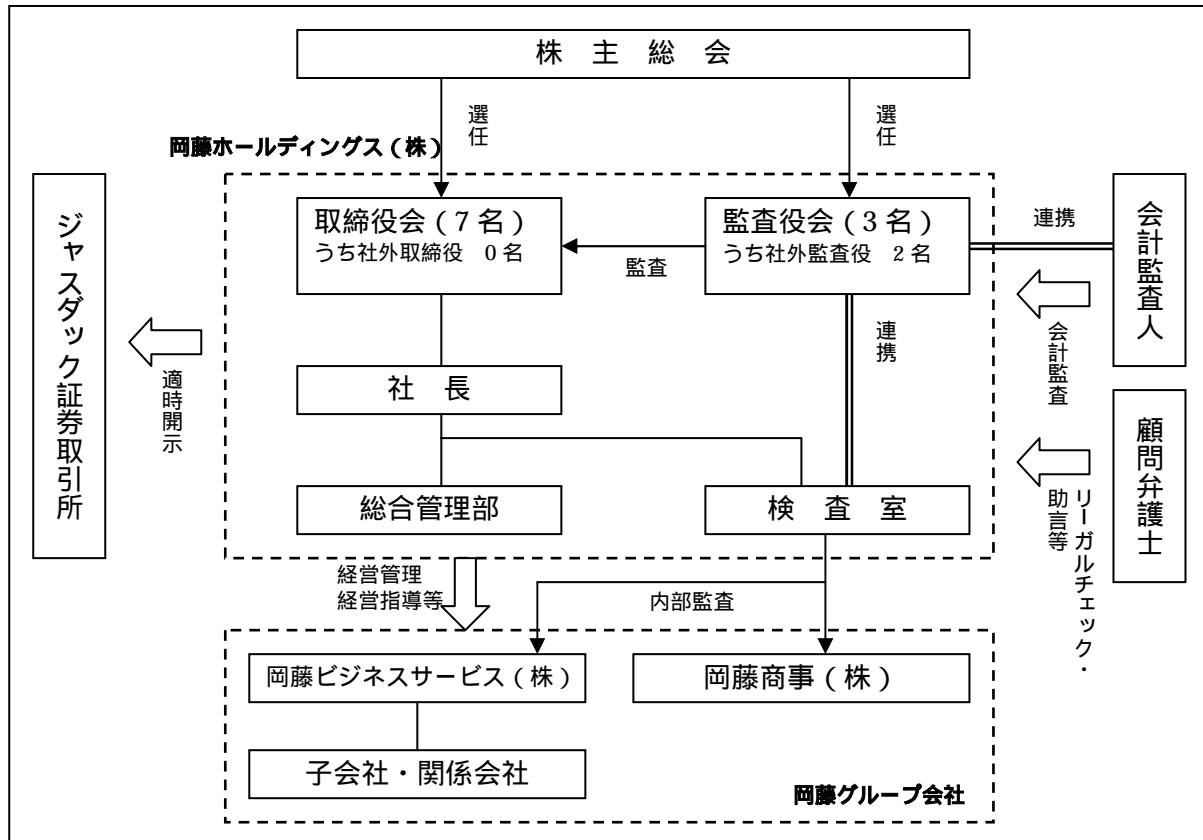 株 主 総 会
選任
選任
岡藤ホールディングス（株）
取締役会（7名）
うち社外取締役 0名
監査役会（3名）
うち社外監査役 2名
監査
連携
会計監査人
会計監査
連携
ジャスダック証券取引所
適時開示
社 長
顧問弁護士
リーガルチェック・
助言等
総合管理部
検 査 室
経営管理
経営指導等
内部監査
岡藤ビジネスサービス（株）
岡藤商事（株）
子会社・関係会社
岡藤グループ会社